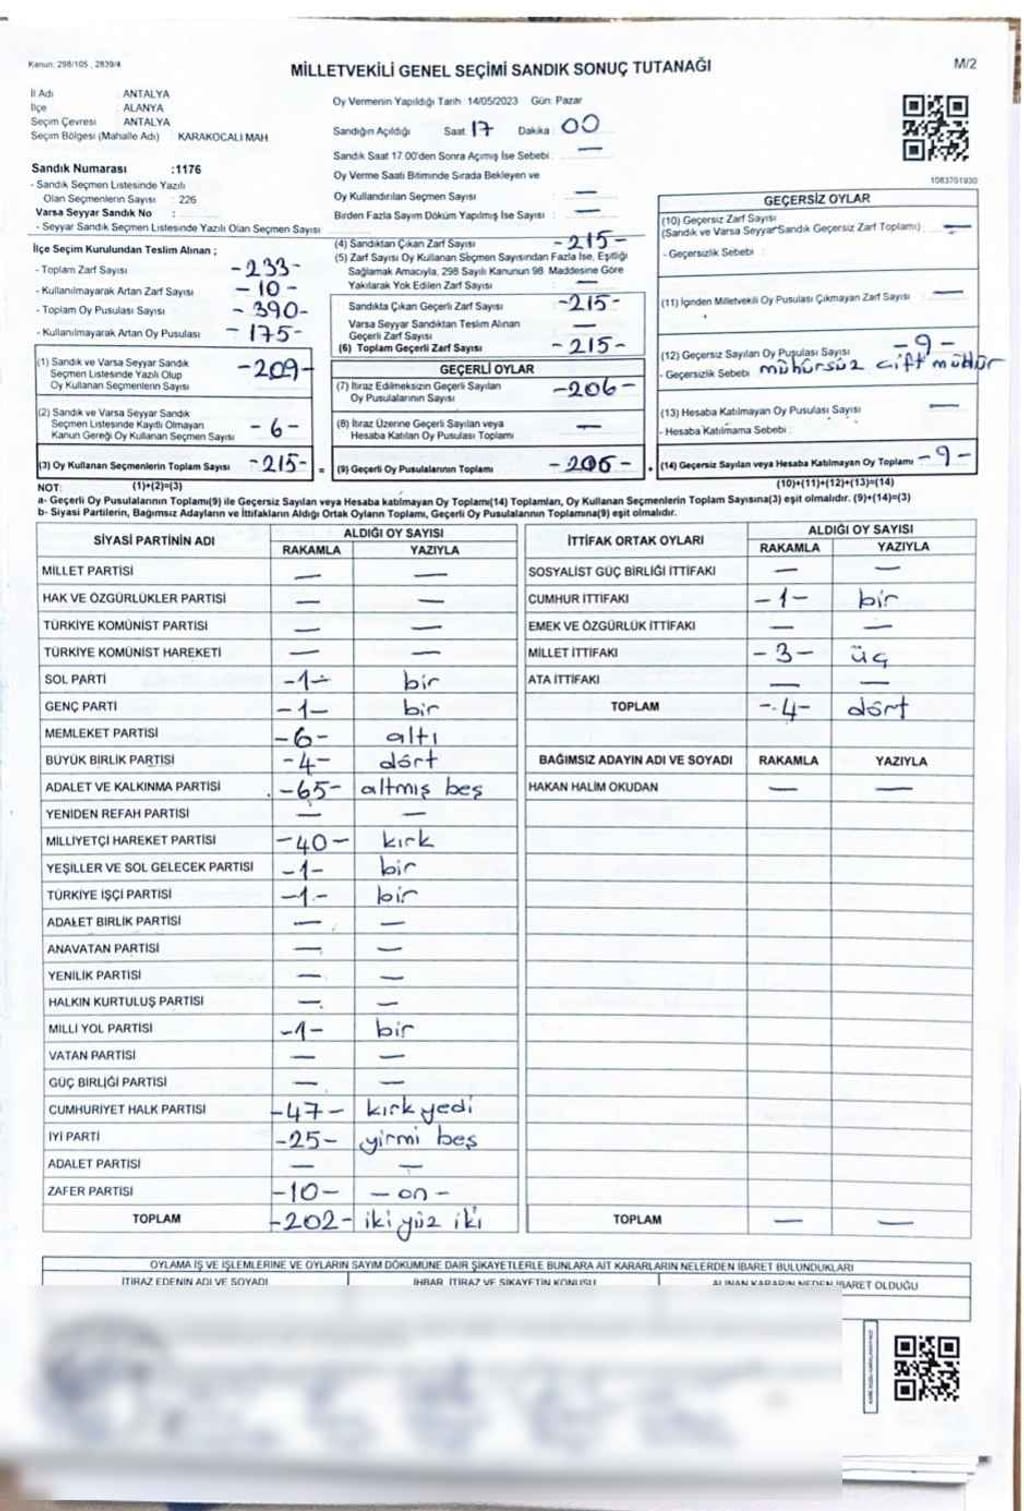 Kanun: 298/105 , 2839/4
MİLLETVEKİLİ GENEL SEÇİMİ SANDIK SONUÇ TUTANAĞI
M/2
İl Adı : ANTALYA
İlçe : ALANYA
Seçim Çevresi : ANTALYA
Seçim Bölgesi (Mahalle Adı) : KARAKOCALI MAH
Sandık Numarası :1176
- Sandık Seçmen Listesinde Yazılı
Olan Seçmenlerin Sayısı : 226
Varsa Seyyar Sandık No :
- Seyyar Sandık Seçmen Listesinde Yazılı Olan Seçmen Sayısı :
İlçe Seçim Kurulundan Teslim Alınan ;
- Toplam Zarf Sayısı -233-
- Kullanılmayarak Artan Zarf Sayısı -10-
- Toplam Oy Pusulası Sayısı -390-
- Kullanılmayarak Artan Oy Pusulası -175-
(1) Sandık ve Varsa Seyyar Sandık
Seçmen Listesinde Yazılı Olup
Oy Kullanan Seçmenlerin Sayısı -209-
(2) Sandık ve Varsa Seyyar Sandık
Seçmen Listesinde Kayıtlı Olmayan
Kanun Gereği Oy Kullanan Seçmen Sayısı -6-
(3) Oy Kullanan Seçmenlerin Toplam Sayısı -215- =
Oy Vermenin Yapıldığı Tarih :14/05/2023 Gün: Pazar
Sandığın Açıldığı Saat 17 Dakika : 00
Sandık Saat 17.00'den Sonra Açımış İse Sebebi : —
Oy Verme Saati Bitiminde Sırada Bekleyen ve
Oy Kullandırılan Seçmen Sayısı : —
Birden Fazla Sayım Döküm Yapılmış İse Sayısı : —
(4) Sandıktan Çıkan Zarf Sayısı -215-
(5) Zarf Sayısı Oy Kullanan Seçmen Sayısından Fazla İse, Eşitliği
Sağlamak Amacıyla, 298 Sayılı Kanunun 98. Maddesine Göre
Yakılarak Yok Edilen Zarf Sayısı —
Sandıkta Çıkan Geçerli Zarf Sayısı -215-
Varsa Seyyar Sandıktan Teslim Alınan
Geçerli Zarf Sayısı —
(6) Toplam Geçerli Zarf Sayısı -215-
GEÇERLİ OYLAR
(7) İtiraz Edilmeksizin Geçerli Sayılan
Oy Pusulalarının Sayısı -206-
(8) İtiraz Üzerine Geçerli Sayılan veya
Hesaba Katılan Oy Pusulası Toplamı —
(9) Geçerli Oy Pusulalarının Toplamı -206-
1083701930
GEÇERSİZ OYLAR
(10) Geçersiz Zarf Sayısı
(Sandık ve Varsa Seyyar Sandık Geçersiz Zarf Toplamı) : —
- Geçersizlik Sebebi :
(11) İçinden Milletvekili Oy Pusulası Çıkmayan Zarf Sayısı —
(12) Geçersiz Sayılan Oy Pusulası Sayısı -9-
- Geçersizlik Sebebi : mühürsüz çift mühür
(13) Hesaba Katılmayan Oy Pusulası Sayısı —
- Hesaba Katılmama Sebebi :
(14) Geçersiz Sayılan veya Hesaba Katılmayan Oy Toplamı -9-
NOT: (1)+(2)=(3)
(10)+(11)+(12)+(13)=(14)
a- Geçerli Oy Pusulalarının Toplamı(9) ile Geçersiz Sayılan veya Hesaba katılmayan Oy Toplamı(14) Toplamları, Oy Kullanan Seçmenlerin Toplam Sayısına(3) eşit olmalıdır. (9)+(14)=(3)
b- Siyasi Partilerin, Bağımsız Adayların ve İttifakların Aldığı Ortak Oyların Toplamı, Geçerli Oy Pusulalarının Toplamına(9) eşit olmalıdır.
SİYASİ PARTİNİN ADI ALDIĞI OY SAYISI
RAKAMLA YAZIYLA
MİLLET PARTİSİ — —
HAK VE ÖZGÜRLÜKLER PARTİSİ — —
TÜRKİYE KOMÜNİST PARTİSİ — —
TÜRKİYE KOMÜNİST HAREKETİ — —
SOL PARTİ -1- bir
GENÇ PARTİ -1- bir
MEMLEKET PARTİSİ -6- altı
BÜYÜK BİRLİK PARTİSİ -4- dört
ADALET VE KALKINMA PARTİSİ -65- altmış beş
YENİDEN REFAH PARTİSİ — —
MİLLİYETÇİ HAREKET PARTİSİ -40- kırk
YEŞİLLER VE SOL GELECEK PARTİSİ -1- bir
TÜRKİYE İŞÇİ PARTİSİ -1- bir
ADALET BİRLİK PARTİSİ — —
ANAVATAN PARTİSİ — —
YENİLİK PARTİSİ — —
HALKIN KURTULUŞ PARTİSİ — —
MİLLİ YOL PARTİSİ -1- bir
VATAN PARTİSİ — —
GÜÇ BİRLİĞİ PARTİSİ — —
CUMHURİYET HALK PARTİSİ -47- kırk yedi
İYİ PARTİ -25- yirmi beş
ADALET PARTİSİ — —
ZAFER PARTİSİ -10- -on-
TOPLAM -202- iki yüz iki
İTTİFAK ORTAK OYLARI ALDIĞI OY SAYISI
RAKAMLA YAZIYLA
SOSYALİST GÜÇ BİRLİĞİ İTTİFAKI — —
CUMHUR İTTİFAKI -1- bir
EMEK VE ÖZGÜRLÜK İTTİFAKI — —
MİLLET İTTİFAKI -3- üç
ATA İTTİFAKI — —
TOPLAM -4- dört
BAĞIMSIZ ADAYIN ADI VE SOYADI RAKAMLA YAZIYLA
HAKAN HALİM OKUDAN — —
TOPLAM — —
OYLAMA İŞ VE İŞLEMLERİNE VE OYLARIN SAYIM DÖKÜMÜNE DAİR ŞİKAYETLERLE BUNLARA AİT KARARLARIN NELERDEN İBARET BULUNDUKLARI
İTİRAZ EDENİN ADI VE SOYADI İHBAR, İTİRAZ VE ŞİKAYETİN KONUSU ALINAN KARARIN NEDEN İBARET OLDUĞU